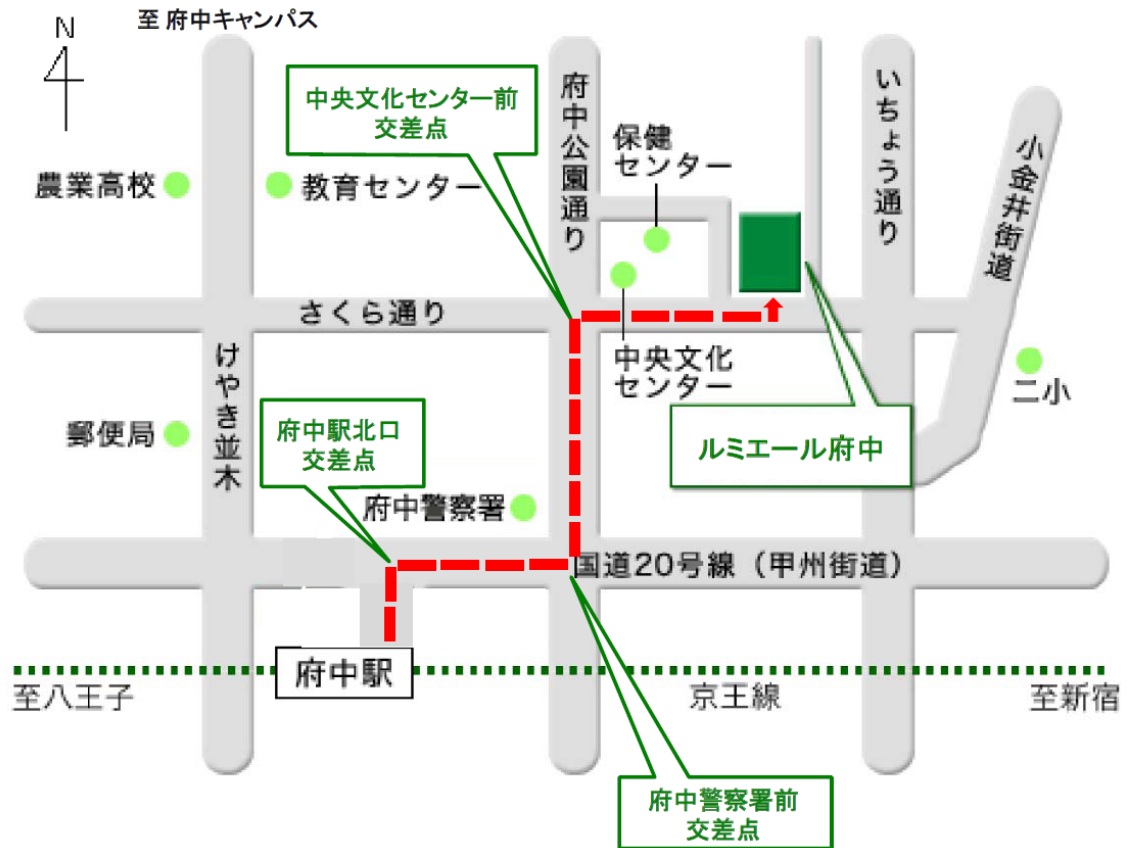 至 府中キャンパス
N
中央文化センター前
交差点
府中公園通り
保健
センター
いちょう通り
小金井街道
農業高校
教育センター
さくら通り
中央文化
センター
二小
けやき並木
郵便局
府中駅北口
交差点
ルミエール府中
府中警察署
国道20号線（甲州街道）
府中駅
至八王子
京王線
至新宿
府中警察署前
交差点